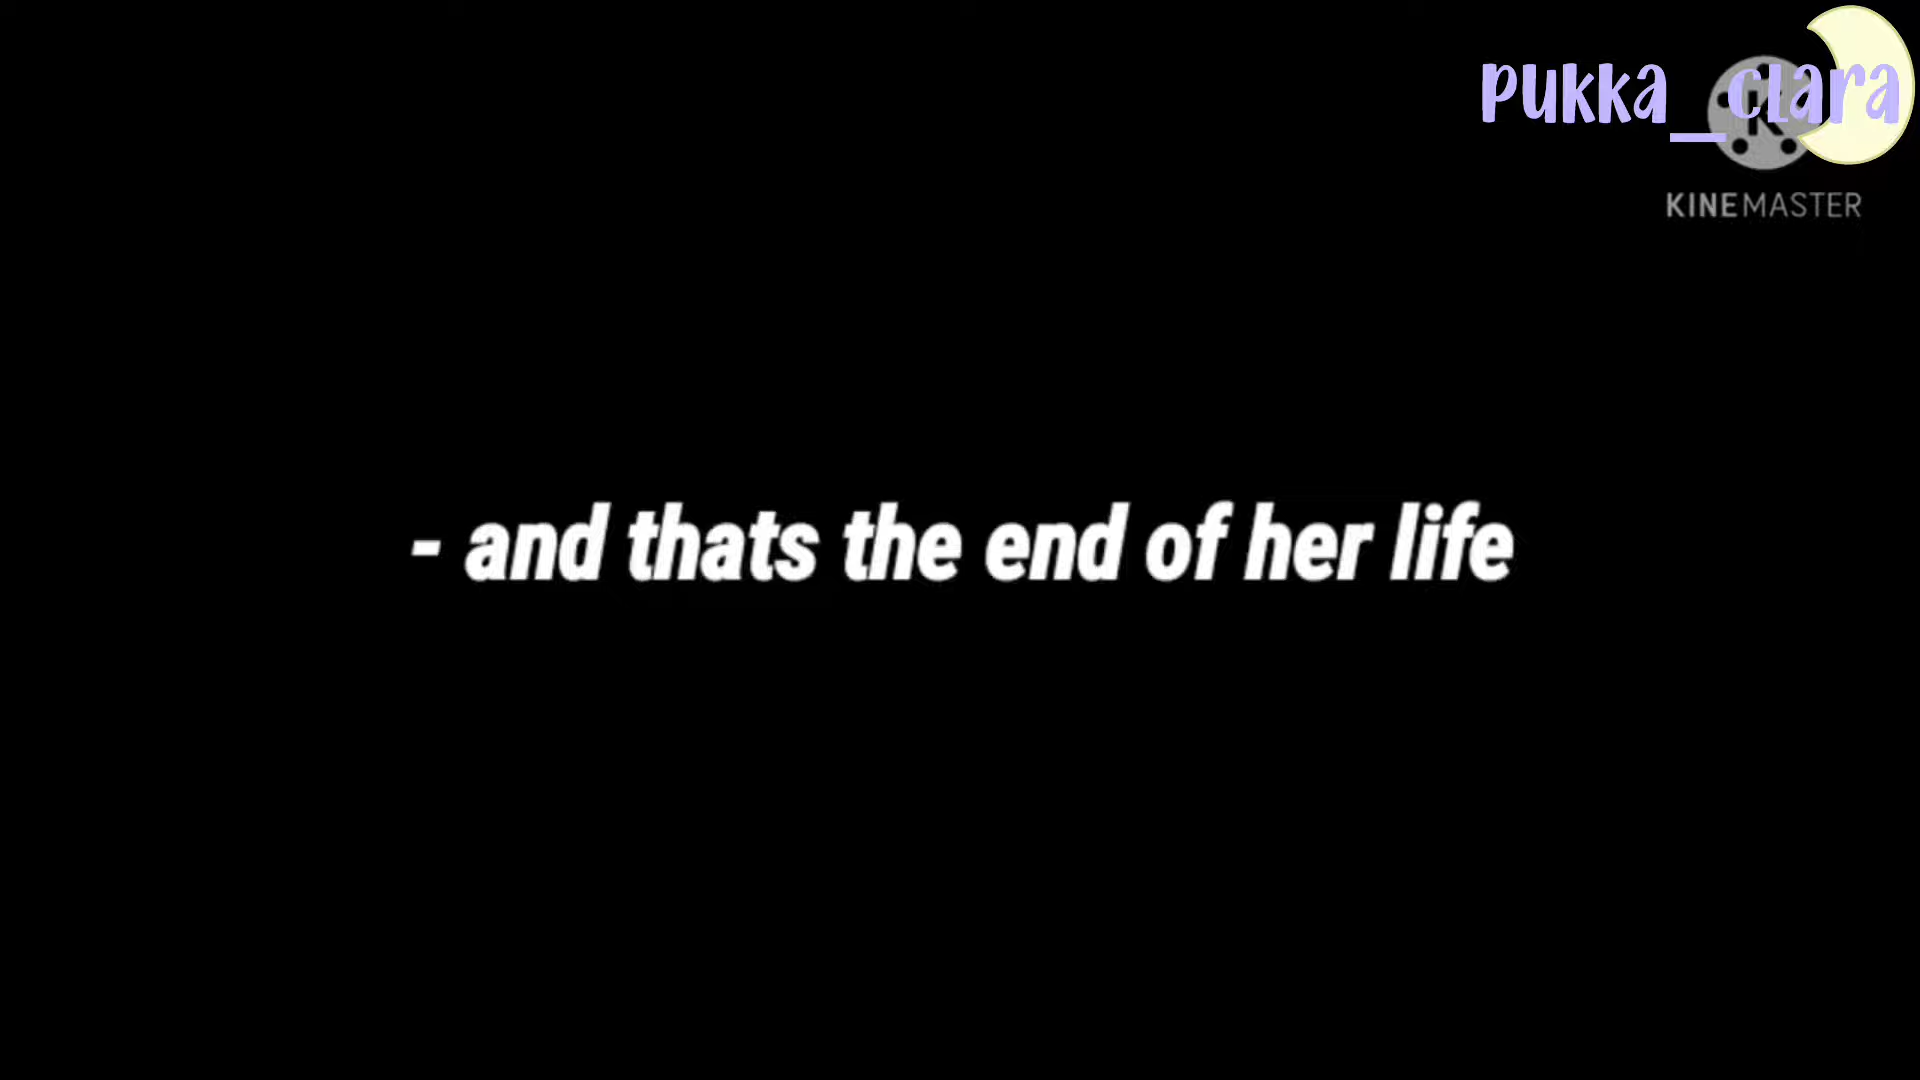 pukka_clara
K
KINEMASTER
- and thats the end of her life